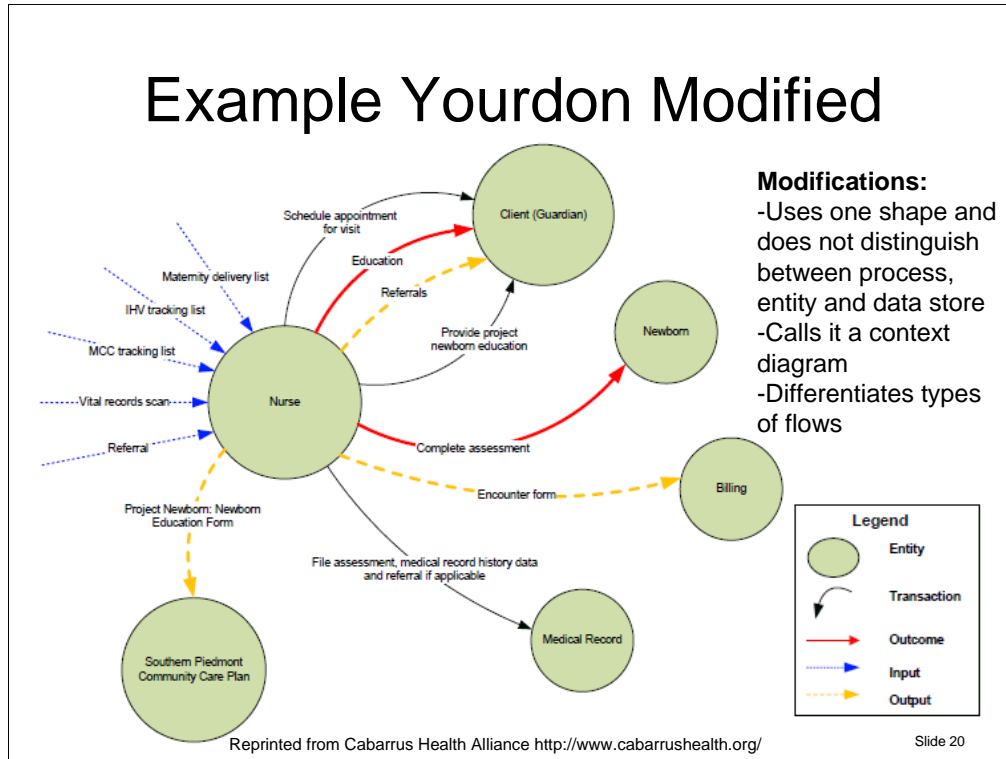 Example Yourdon Modified
Client (Guardian)
Schedule appointment
for visit
Education
Referrals
Provide project
newborn education
Maternity delivery list
IHV tracking list
MCC tracking list
Vital records scan
Referral
Nurse
Newborn
Complete assessment
Billing
Encounter form
Project Newborn: Newborn
Education Form
File assessment, medical record history data
and referral if applicable
Medical Record
Southern Piedmont
Community Care Plan
Modifications:
-Uses one shape and
does not distinguish
between process,
entity and data store
-Calls it a context
diagram
-Differentiates types
of flows
Legend
Entity
Transaction
Outcome
Input
Output
Reprinted from Cabarrus Health Alliance http://www.cabarrushealth.org/
Slide 20